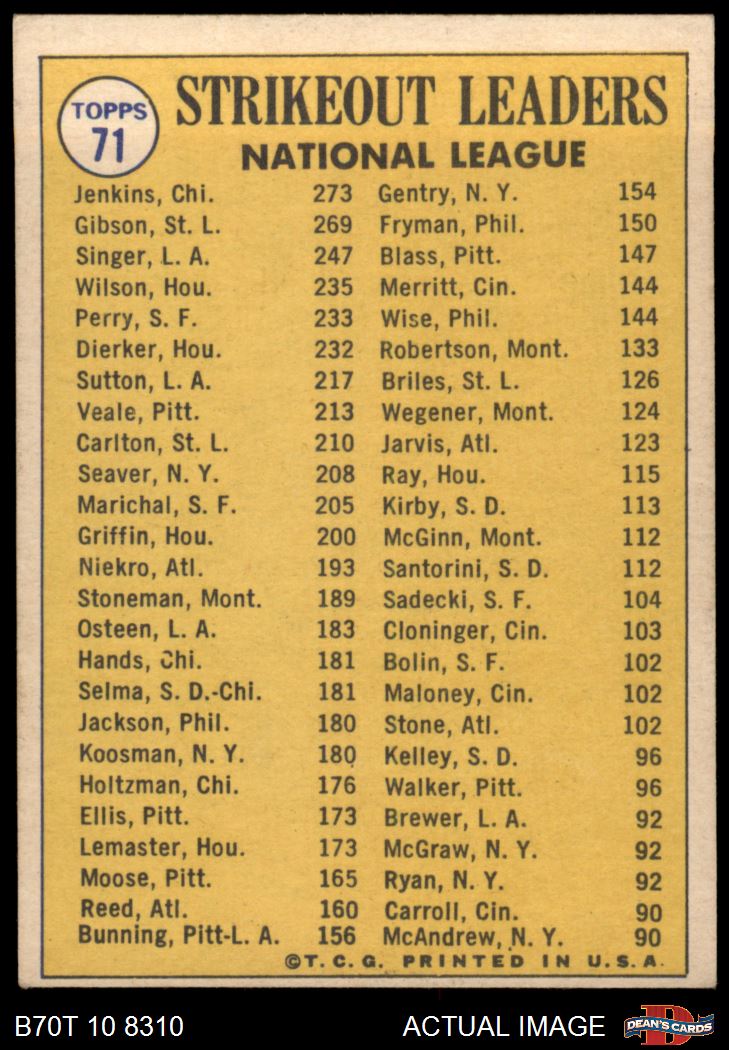 TOPPS
71
STRIKEOUT LEADERS
NATIONAL LEAGUE
Jenkins, Chi. 273
Gibson, St. L. 269
Singer, L. A. 247
Wilson, Hou. 235
Perry, S. F. 233
Dierker, Hou. 232
Sutton, L. A. 217
Veale, Pitt. 213
Carlton, St. L. 210
Seaver, N. Y. 208
Marichal, S. F. 205
Griffin, Hou. 200
Niekro, Atl. 193
Stoneman, Mont. 189
Osteen, L. A. 183
Hands, Chi. 181
Selma, S. D.-Chi. 181
Jackson, Phil. 180
Koosman, N. Y. 180
Holtzman, Chi. 176
Ellis, Pitt. 173
Lemaster, Hou. 173
Moose, Pitt. 165
Reed, Atl. 160
Bunning, Pitt-L. A. 156
Gentry, N. Y. 154
Fryman, Phil. 150
Blass, Pitt. 147
Merritt, Cin. 144
Wise, Phil. 144
Robertson, Mont. 133
Briles, St. L. 126
Wegener, Mont. 124
Jarvis, Atl. 123
Ray, Hou. 115
Kirby, S. D. 113
McGinn, Mont. 112
Santorini, S. D. 112
Sadecki, S. F. 104
Cloninger, Cin. 103
Bolin, S. F. 102
Maloney, Cin. 102
Stone, Atl. 102
Kelley, S. D. 96
Walker, Pitt. 96
Brewer, L. A. 92
McGraw, N. Y. 92
Ryan, N. Y. 92
Carroll, Cin. 90
McAndrew, N. Y. 90
©T. C. G. PRINTED IN U. S. A.
B70T 10 8310
ACTUAL IMAGE
D
DEAN'S CARDS